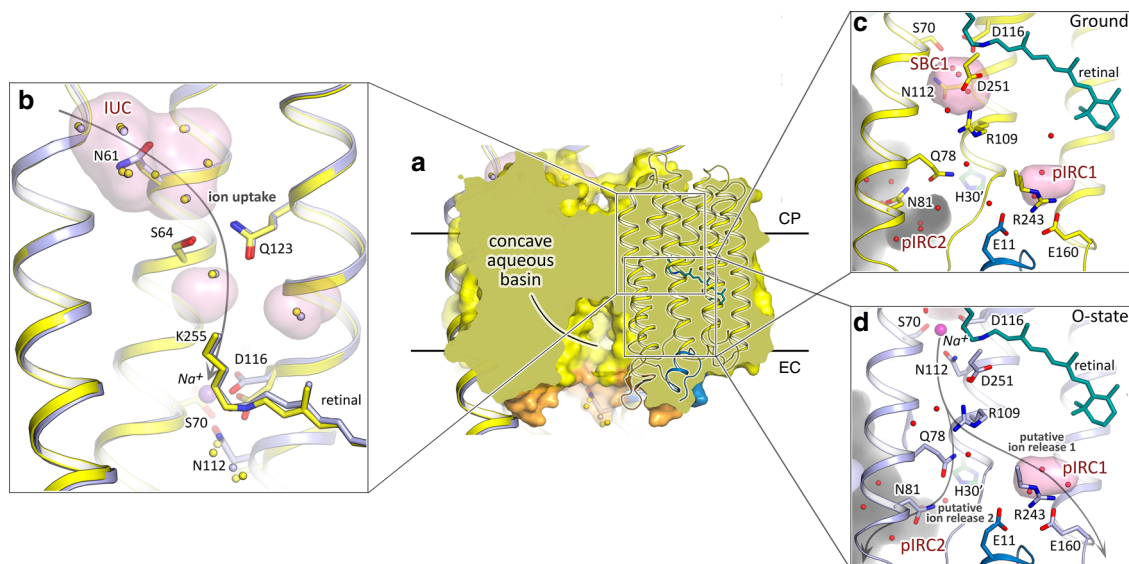 a
concave
aqueous
basin
CP
EC
b
IUC
N61
ion uptake
S64
Q123
K255
D116
Na⁺
retinal
S70
N112
c
Ground
S70
D116
SBC1
retinal
N112
D251
R109
Q78
pIRC1
H30′
N81
R243
pIRC2
E11
E160
d
O-state
S70
D116
Na⁺
retinal
N112
D251
R109
Q78
putative
ion release 1
pIRC1
N81
H30′
R243
putative
ion release 2
pIRC2
E11
E160